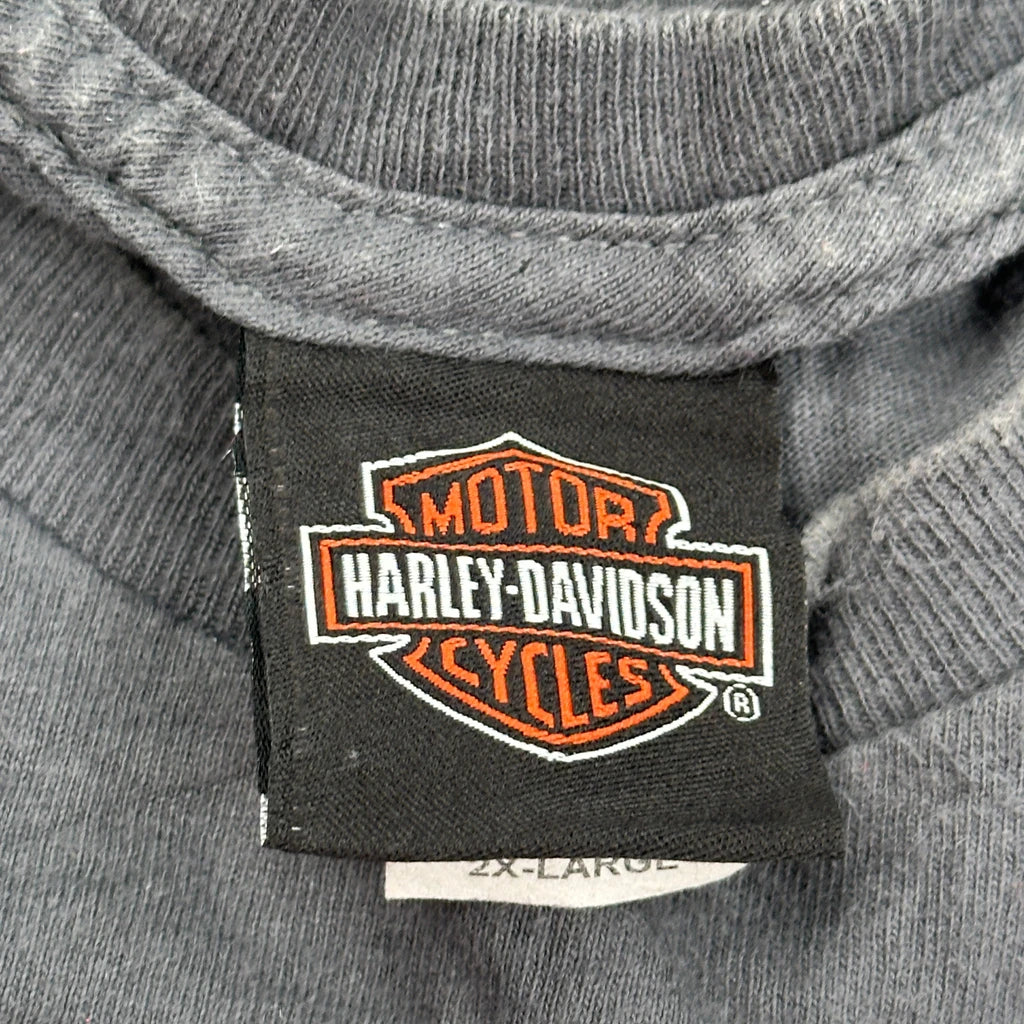 MOTOR
HARLEY-DAVIDSON
CYCLES
®
2X-LARGE